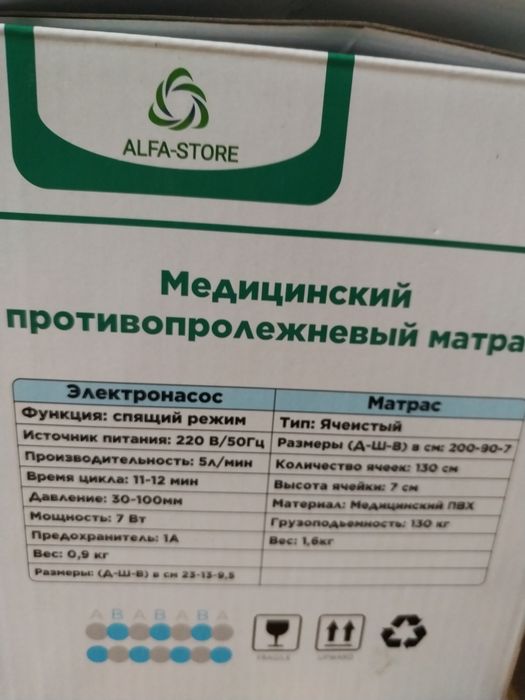 ALFA-STORE
Медицинский
противопролежневый матра
Электронасос
Матрас
Функция: спящий режим
Тип: Ячеистый
Источник питания: 220 В/50Гц
Размеры (Д-Ш-В) в см: 200-90-7
Производительность: 5л/мин
Количество ячеек: 130 см
Время цикла: 11-12 мин
Высота ячейки: 7 см
Давление: 30-100мм
Материал: Медицинский ПВХ
Мощность: 7 Вт
Грузоподьенность: 130 кг
Предохранитель: 1А
Вес: 1,6кг
Вес: 0,9 кг
Размеры: (Д-Ш-В) в см 23-13-9,5
A B A B A B A
FRAGILE
UPWARD